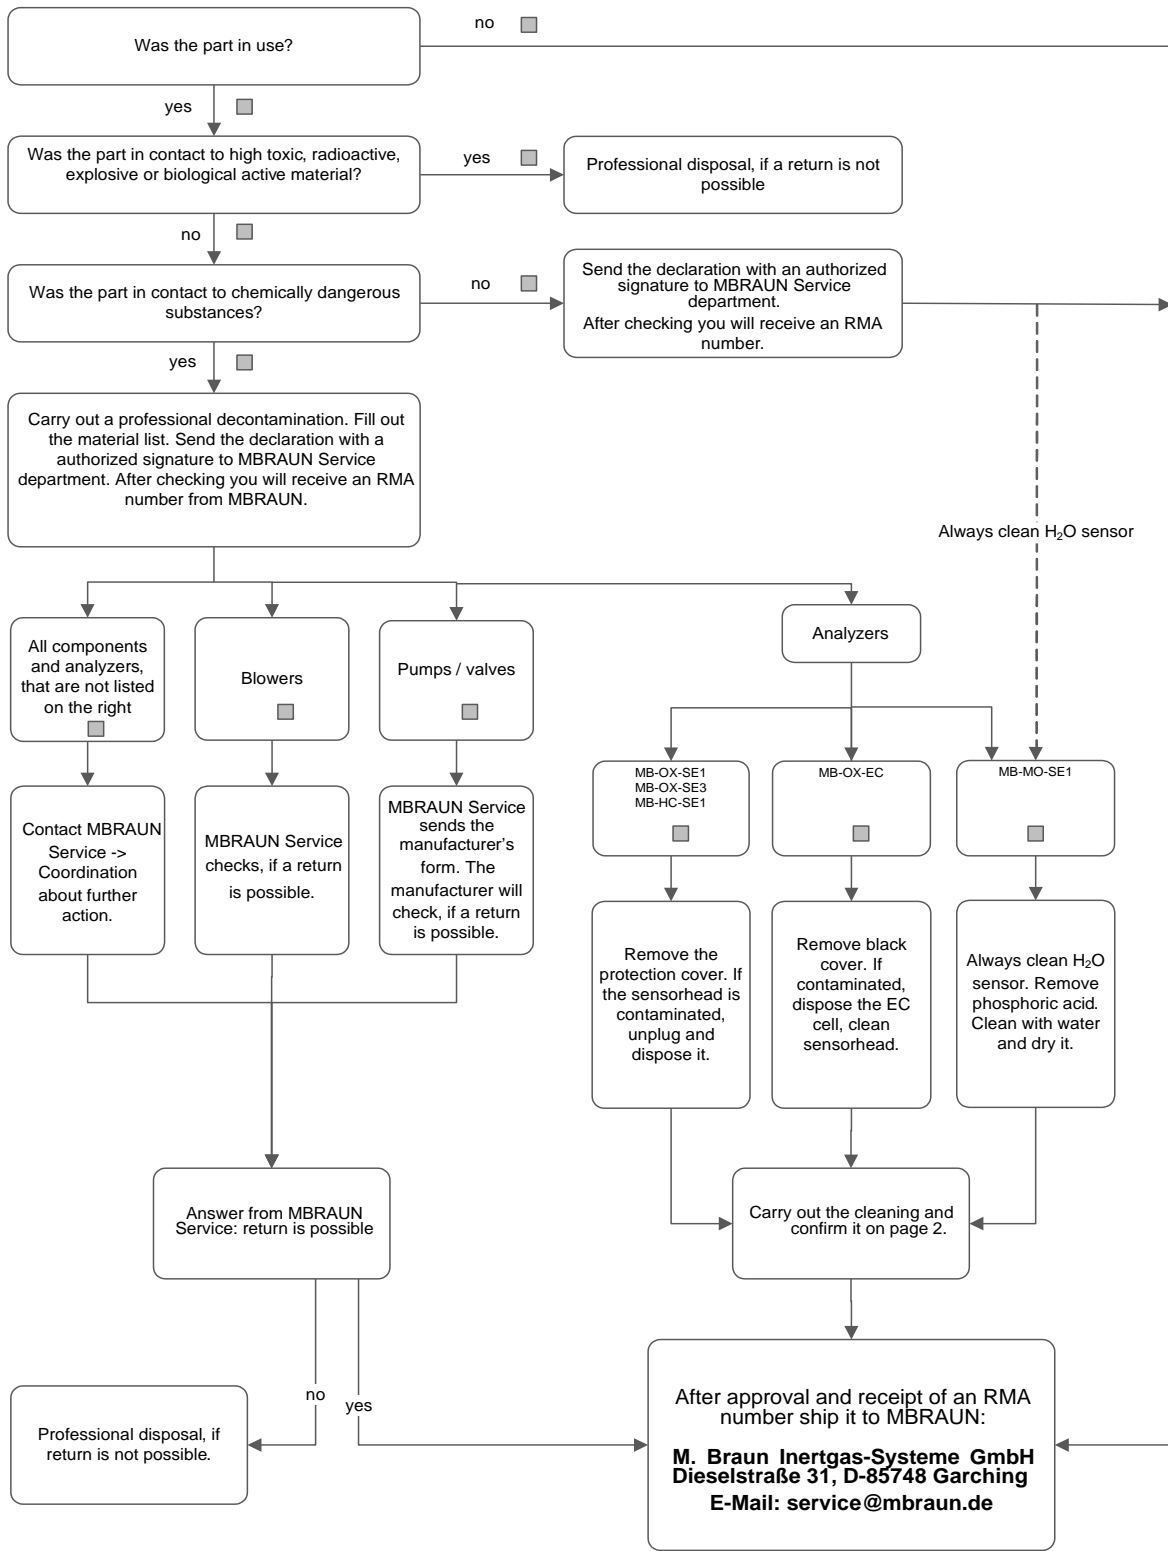 no
Was the part in use?
yes
Was the part in contact to high toxic, radioactive,
explosive or biological active material?
yes
Professional disposal, if a return is not
possible
no
Was the part in contact to chemically dangerous
substances?
no
Send the declaration with an authorized
signature to MBRAUN Service
department.
After checking you will receive an RMA
number.
yes
Carry out a professional decontamination. Fill out
the material list. Send the declaration with a
authorized signature to MBRAUN Service
department. After checking you will receive an RMA
number from MBRAUN.
Always clean H₂O sensor
All components
and analyzers,
that are not listed
on the right
Blowers
Pumps / valves
Analyzers
MB-OX-SE1
MB-OX-SE3
MB-HC-SE1
MB-OX-EC
MB-MO-SE1
Contact MBRAUN
Service ->
Coordination
about further
action.
MBRAUN Service
checks, if a return
is possible.
MBRAUN Service
sends the
manufacturer’s
form. The
manufacturer will
check, if a return
is possible.
Remove the
protection cover. If
the sensorhead is
contaminated,
unplug and
dispose it.
Remove black
cover. If
contaminated,
dispose the EC
cell, clean
sensorhead.
Always clean H₂O
sensor. Remove
phosphoric acid.
Clean with water
and dry it.
Answer from MBRAUN
Service: return is possible
Carry out the cleaning and
confirm it on page 2.
no
yes
Professional disposal, if
return is not possible.
After approval and receipt of an RMA
number ship it to MBRAUN:
M. Braun Inertgas-Systeme GmbH
Dieselstraße 31, D-85748 Garching
E-Mail: service@mbraun.de